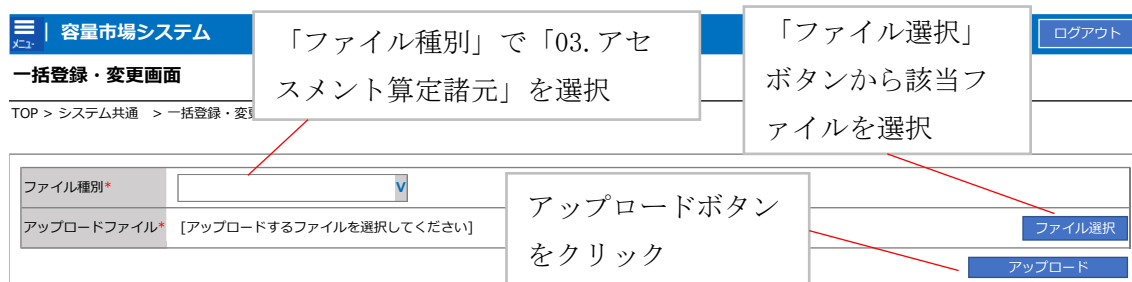 メニュー
容量市場システム
ログアウト
一括登録・変更画面
TOP > システム共通 > 一括登録・変
「ファイル種別」で「03.アセ
スメント算定諸元」を選択
「ファイル選択」
ボタンから該当フ
ァイルを選択
ファイル種別*
V
アップロードファイル* [アップロードするファイルを選択してください]
ファイル選択
アップロードボタン
をクリック
アップロード